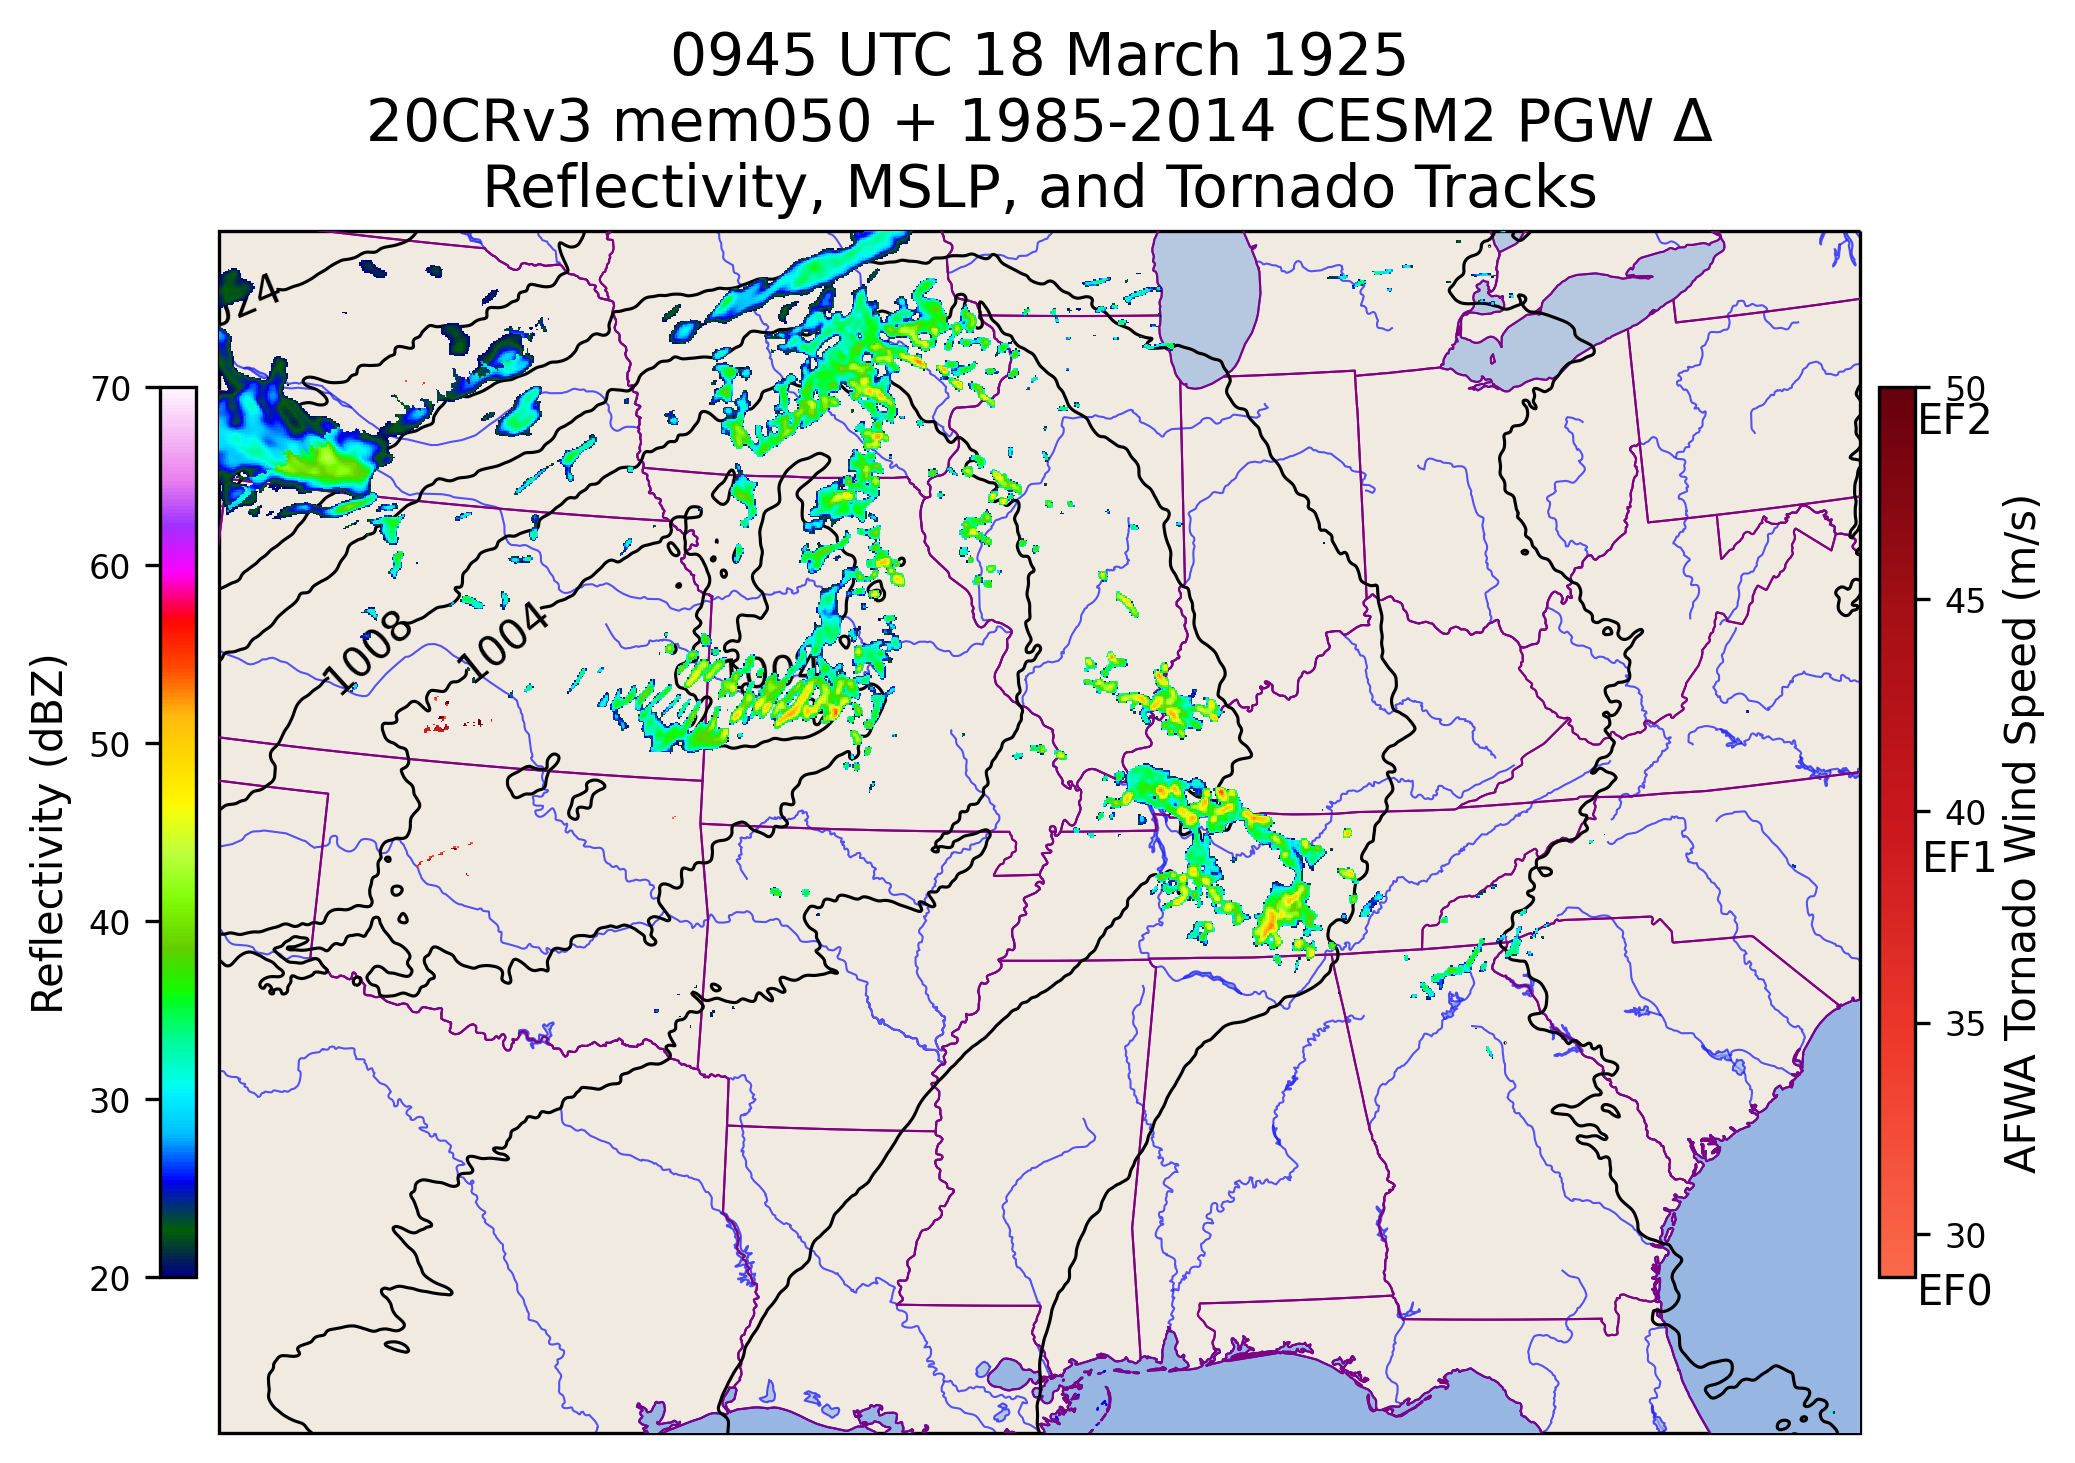 0945 UTC 18 March 1925
20CRv3 mem050 + 1985-2014 CESM2 PGW Δ
Reflectivity, MSLP, and Tornado Tracks
Reflectivity (dBZ)
70
60
50
40
30
20
1008
1004
1004
50
EF2
45
40
EF1
35
30
EF0
AFWA Tornado Wind Speed (m/s)